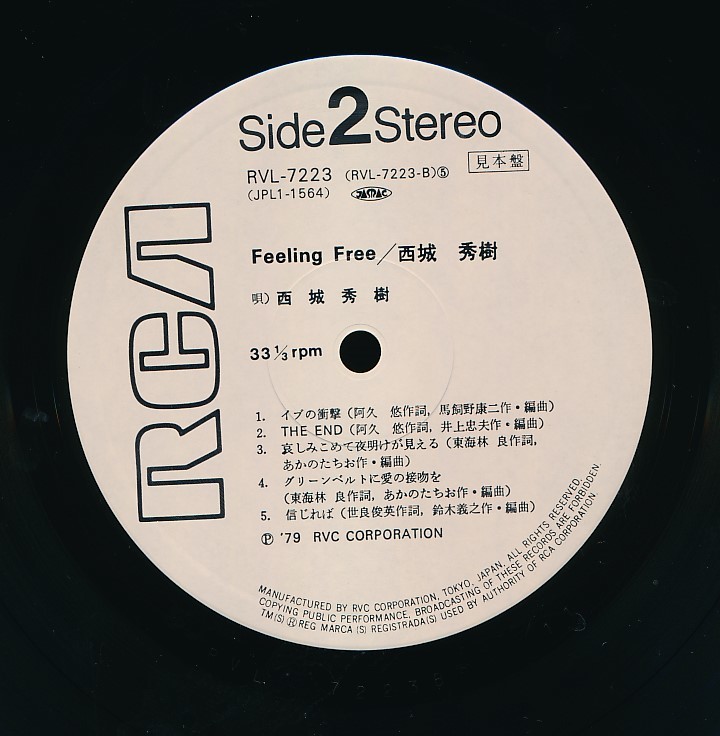 Side 2 Stereo
RVL-7223 (RVL-7223-B)⑤
見本盤
(JPL1-1564) JASRAC
RCA
Feeling Free／西城 秀樹
唄) 西 城 秀 樹
33 1/3 rpm
1. イブの衝撃 (阿久 悠作詞, 馬飼野康二作・編曲)
2. THE END (阿久 悠作詞, 井上忠夫作・編曲)
3. 哀しみこめて夜明けが見える (東海林 良作詞,
あかのたちお作・編曲)
4. グリーンベルトに愛の接吻を
(東海林 良作詞, あかのたちお作・編曲)
5. 信じれば (世良俊英作詞, 鈴木義之作・編曲)
Ⓟ '79 RVC CORPORATION
MANUFACTURED BY RVC CORPORATION, TOKYO, JAPAN, ALL RIGHTS RESERVED,
COPYING PUBLIC PERFORMANCE, BROADCASTING OF THESE RECORDS ARE FORBIDDEN.
TM(S) ® REG MARCA (S) REGISTRADA(S) USED BY AUTHORITY OF RCA CORPORATION.